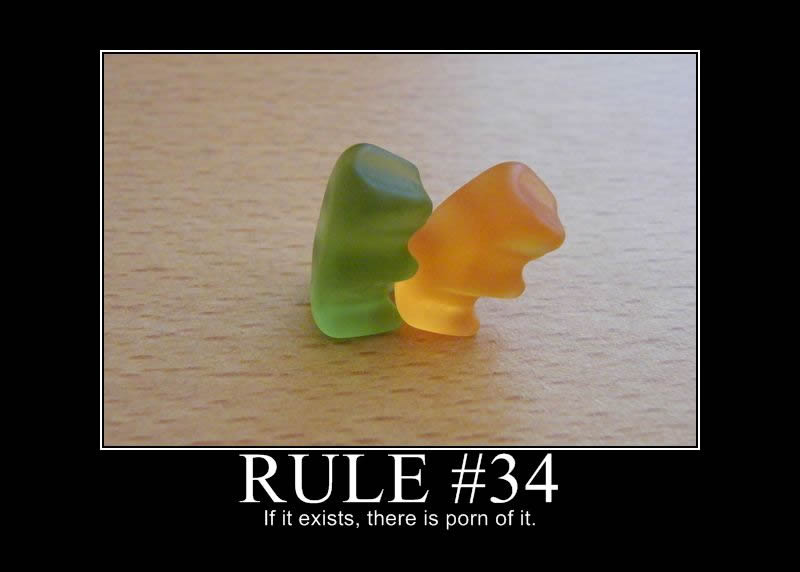 RULE #34
If it exists, there is porn of it.